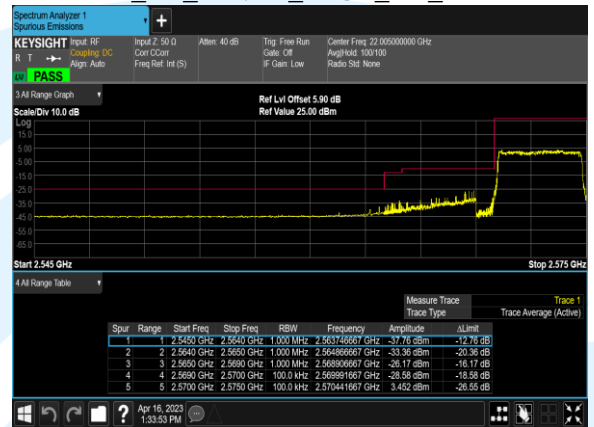 Spectrum Analyzer 1
Spurious Emissions
+
KEYSIGHT Input: RF Input Z: 50 Ω Atten: 40 dB Trig: Free Run Center Freq: 22.005000000 GHz
R T Coupling: DC Corr CCorr Gate: Off Avg|Hold: 100/100
Align: Auto Freq Ref: Int (S) IF Gain: Low Radio Std: None
LV PASS
3 All Range Graph
Ref Lvl Offset 5.90 dB
Scale/Div 10.0 dB Ref Value 25.00 dBm
Log
15.0
5.00
-5.00
-15.0
-25.0
-35.0
-45.0
-55.0
-65.0
Start 2.545 GHz Stop 2.575 GHz
4 All Range Table
Measure Trace Trace 1
Trace Type Trace Average (Active)
Spur Range Start Freq Stop Freq RBW Frequency Amplitude ΔLimit
1 1 2.5450 GHz 2.5640 GHz 1.000 MHz 2.563746667 GHz -37.76 dBm -12.76 dB
2 2 2.5640 GHz 2.5650 GHz 1.000 MHz 2.564866667 GHz -33.36 dBm -20.36 dB
3 3 2.5650 GHz 2.5690 GHz 1.000 MHz 2.568906667 GHz -26.17 dBm -16.17 dB
4 4 2.5690 GHz 2.5700 GHz 100.0 kHz 2.569991667 GHz -28.58 dBm -18.58 dB
5 5 2.5700 GHz 2.5750 GHz 100.0 kHz 2.570441667 GHz 3.452 dBm -26.55 dB
? Apr 16, 2023
1:33:53 PM